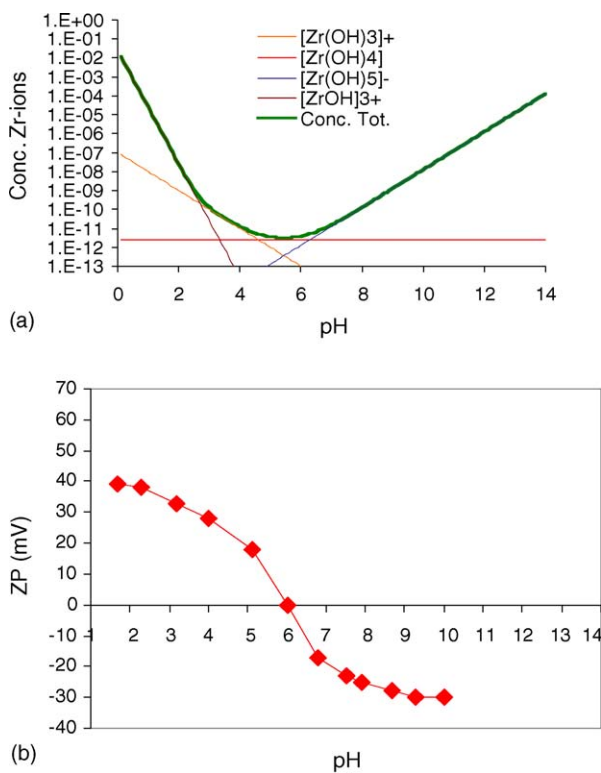 1.E+00
1.E-01
1.E-02
1.E-03
1.E-04
1.E-05
1.E-06
1.E-07
1.E-08
1.E-09
1.E-10
1.E-11
1.E-12
1.E-13
Conc. Zr-ions
[Zr(OH)3]+
[Zr(OH)4]
[Zr(OH)5]-
[ZrOH]3+
Conc. Tot.
0 2 4 6 8 10 12 14
pH
(a)
70
60
50
40
30
20
10
0
-10
-20
-30
-40
ZP (mV)
1 2 3 4 5 6 7 8 9 10 11 12 13 14
pH
(b)